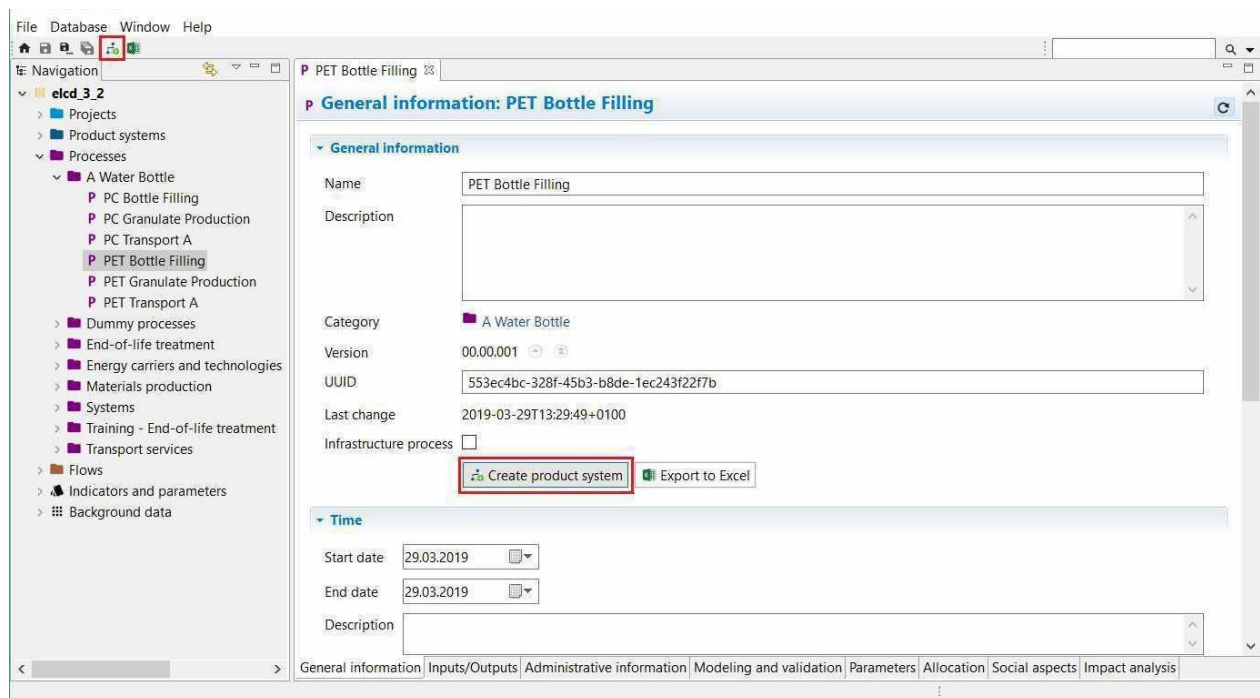 File Database Window Help
Navigation
elcd_3_2
Projects
Product systems
Processes
A Water Bottle
P PC Bottle Filling
P PC Granulate Production
P PC Transport A
P PET Bottle Filling
P PET Granulate Production
P PET Transport A
Dummy processes
End-of-life treatment
Energy carriers and technologies
Materials production
Systems
Training - End-of-life treatment
Transport services
Flows
Indicators and parameters
Background data
P PET Bottle Filling
P General information: PET Bottle Filling
General information
Name PET Bottle Filling
Description
Category A Water Bottle
Version 00.00.001
UUID 553ec4bc-328f-45b3-b8de-1ec243f22f7b
Last change 2019-03-29T13:29:49+0100
Infrastructure process
Create product system Export to Excel
Time
Start date 29.03.2019
End date 29.03.2019
Description
General information Inputs/Outputs Administrative information Modeling and validation Parameters Allocation Social aspects Impact analysis